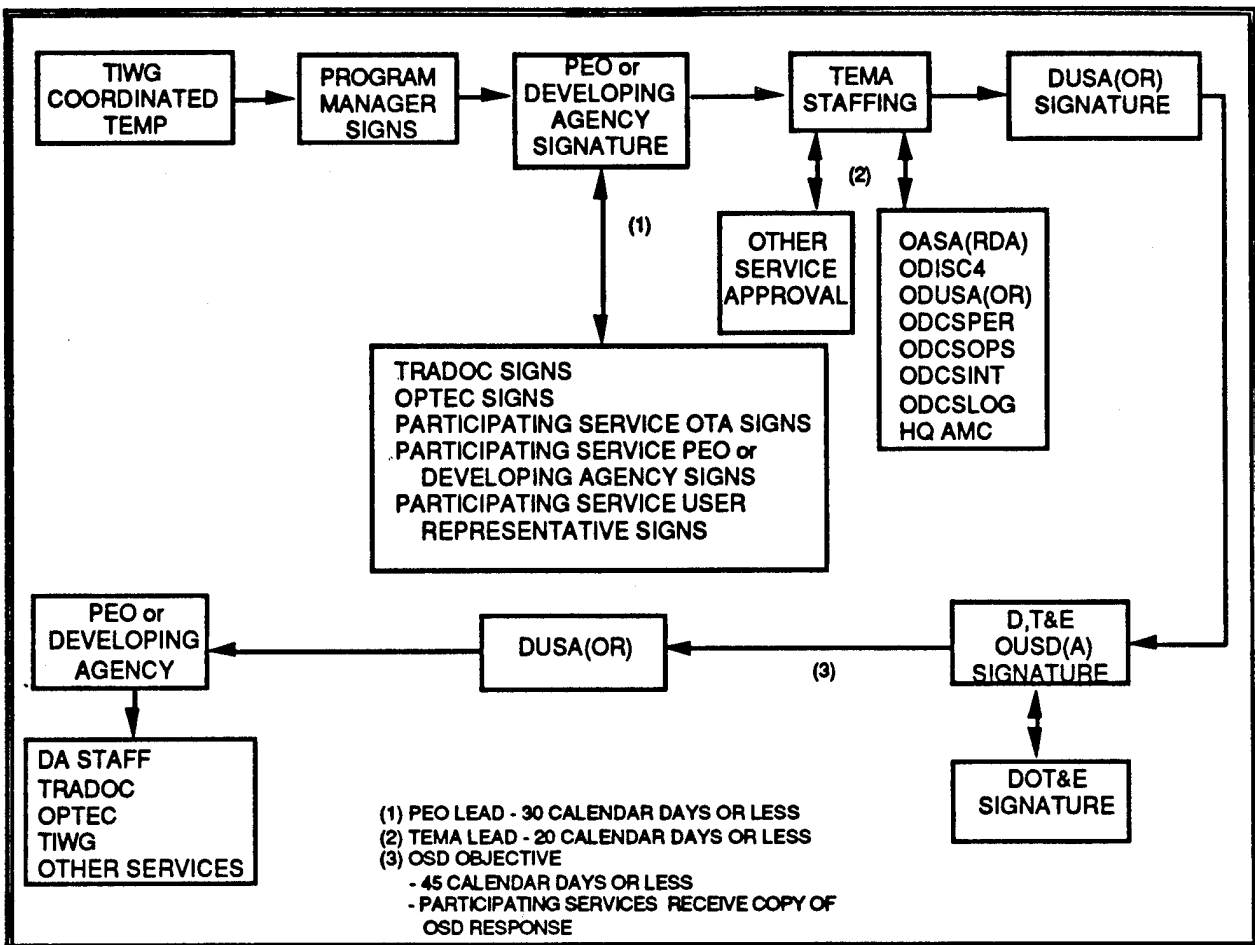 TIWG
COORDINATED
TEMP
PROGRAM
MANAGER
SIGNS
PEO or
DEVELOPING
AGENCY
SIGNATURE
TEMA
STAFFING
DUSA(OR)
SIGNATURE
(1)
(2)
OTHER
SERVICE
APPROVAL
OASA(RDA)
ODISC4
ODUSA(OR)
ODCSPER
ODCSOPS
ODCSINT
ODCSLOG
HQ AMC
TRADOC SIGNS
OPTEC SIGNS
PARTICIPATING SERVICE OTA SIGNS
PARTICIPATING SERVICE PEO or
DEVELOPING AGENCY SIGNS
PARTICIPATING SERVICE USER
REPRESENTATIVE SIGNS
PEO or
DEVELOPING
AGENCY
DUSA(OR)
(3)
D,T&E
OUSD(A)
SIGNATURE
DA STAFF
TRADOC
OPTEC
TIWG
OTHER SERVICES
DOT&E
SIGNATURE
(1) PEO LEAD - 30 CALENDAR DAYS OR LESS
(2) TEMA LEAD - 20 CALENDAR DAYS OR LESS
(3) OSD OBJECTIVE
- 45 CALENDAR DAYS OR LESS
- PARTICIPATING SERVICES RECEIVE COPY OF
OSD RESPONSE